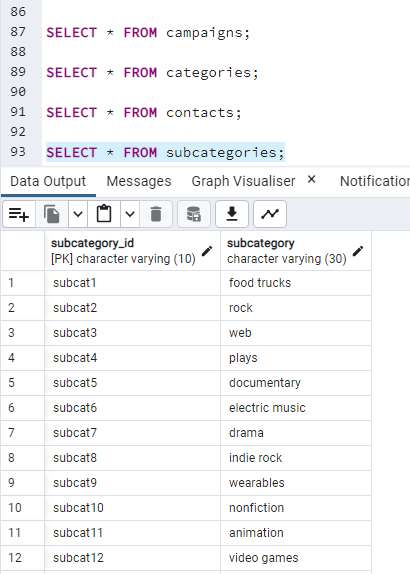 86
87 SELECT * FROM campaigns;
88
89 SELECT * FROM categories;
90
91 SELECT * FROM contacts;
92
93 SELECT * FROM subcategories;
Data Output Messages Graph Visualiser × Notification
subcategory_id subcategory
[PK] character varying (10) character varying (30)
1 subcat1 food trucks
2 subcat2 rock
3 subcat3 web
4 subcat4 plays
5 subcat5 documentary
6 subcat6 electric music
7 subcat7 drama
8 subcat8 indie rock
9 subcat9 wearables
10 subcat10 nonfiction
11 subcat11 animation
12 subcat12 video games